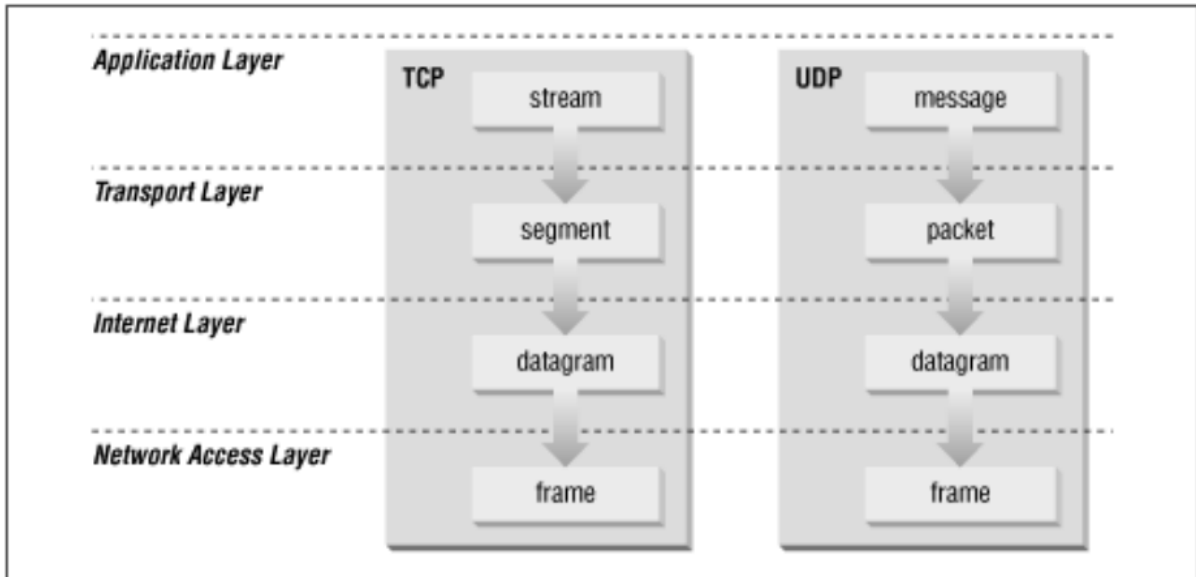 Application Layer
TCP
UDP
stream
message
Transport Layer
segment
packet
Internet Layer
datagram
datagram
Network Access Layer
frame
frame